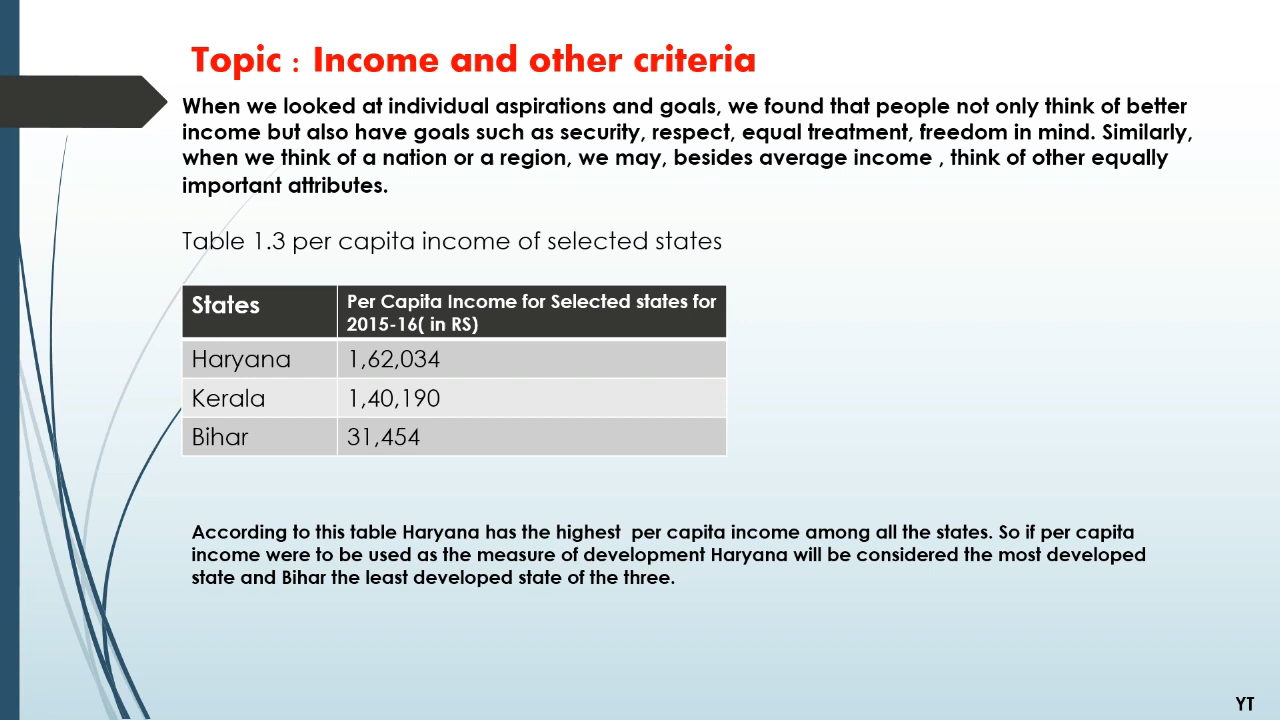 Topic : Income and other criteria
When we looked at individual aspirations and goals, we found that people not only think of better
income but also have goals such as security, respect, equal treatment, freedom in mind. Similarly,
when we think of a nation or a region, we may, besides average income , think of other equally
important attributes.
Table 1.3 per capita income of selected states
States
Per Capita Income for Selected states for
2015-16( in RS)
Haryana 1,62,034
Kerala 1,40,190
Bihar 31,454
According to this table Haryana has the highest  per capita income among all the states. So if per capita
income were to be used as the measure of development Haryana will be considered the most developed
state and Bihar the least developed state of the three.
YT